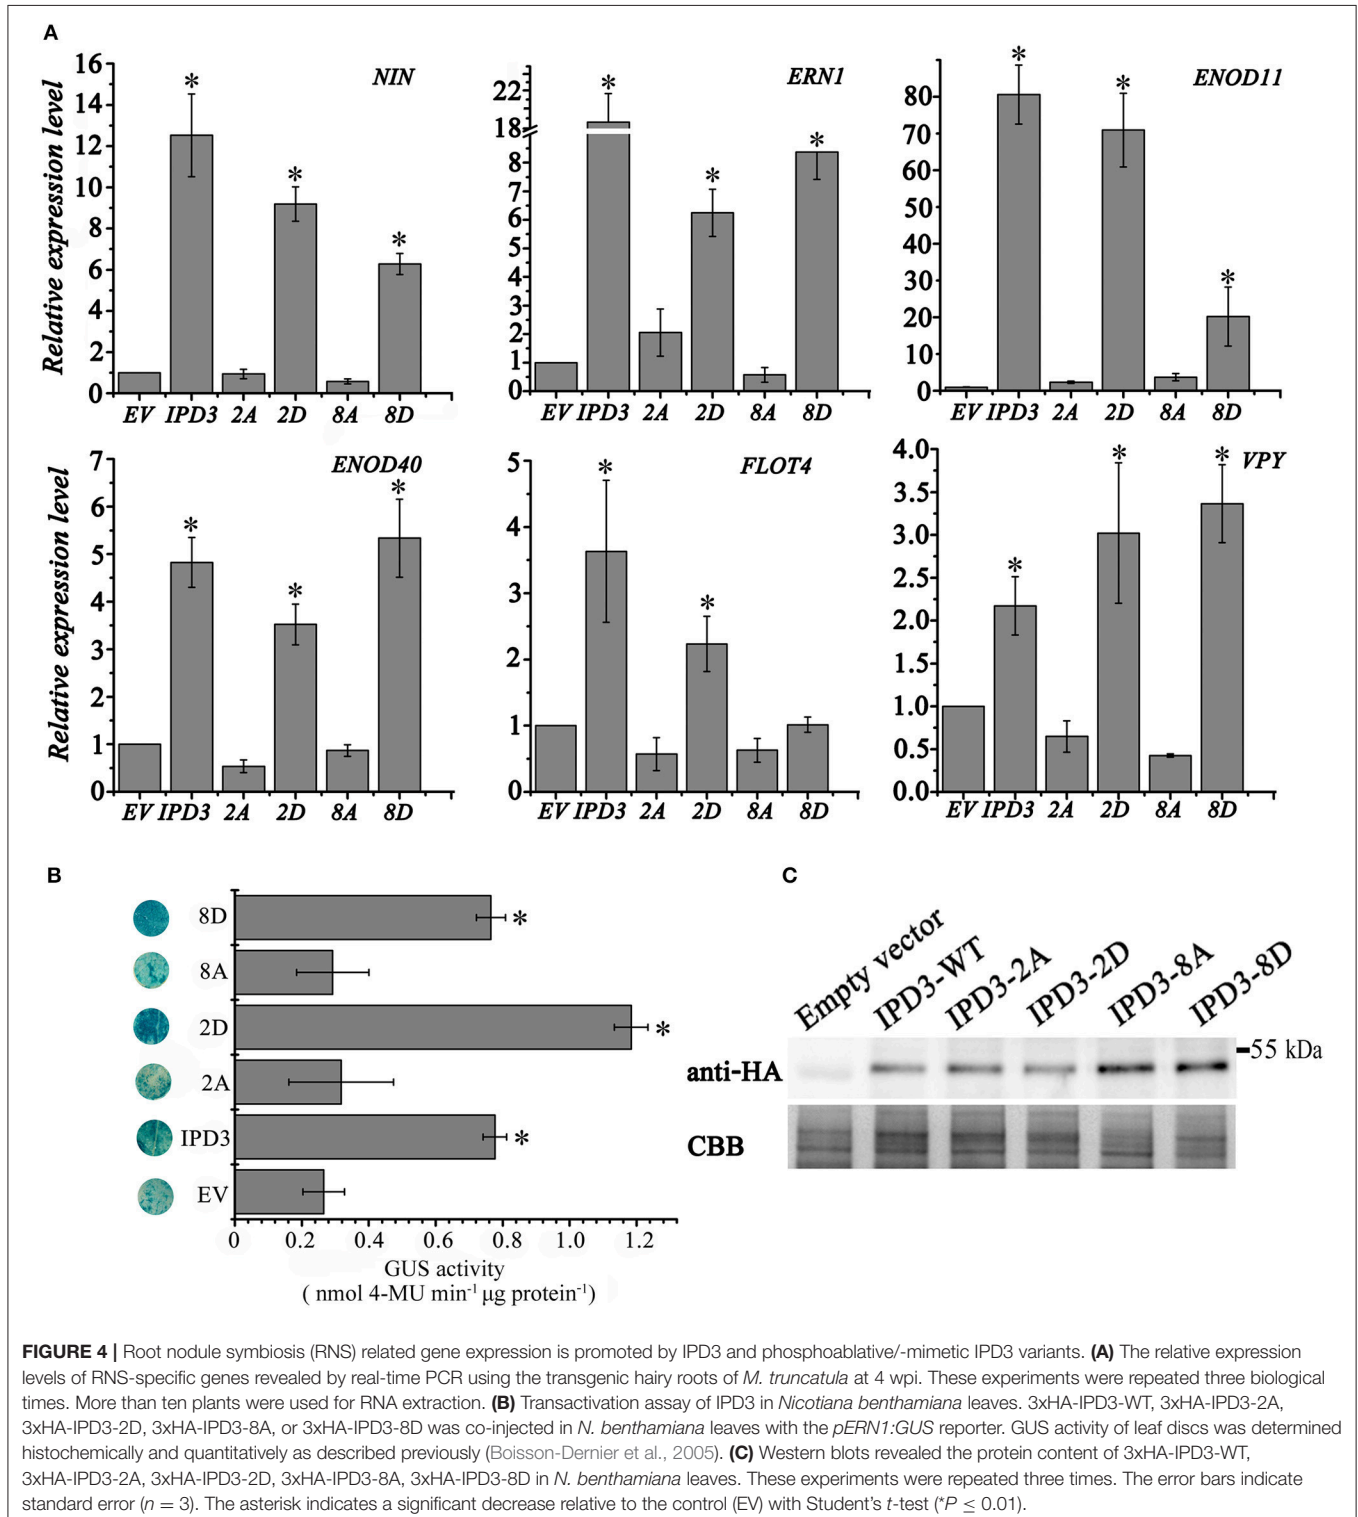 A
NIN
Relative expression level
16
14
12
10
8
6
4
2
0
EV IPD3 2A 2D 8A 8D
* * *
ERN1
22
18
8
7
6
5
4
3
2
1
0
EV IPD3 2A 2D 8A 8D
* * *
ENOD11
80
70
60
50
40
30
20
10
0
EV IPD3 2A 2D 8A 8D
* * *
ENOD40
Relative expression level
7
6
5
4
3
2
1
0
EV IPD3 2A 2D 8A 8D
* * *
FLOT4
5
4
3
2
1
0
EV IPD3 2A 2D 8A 8D
* *
VPY
4.0
3.5
3.0
2.5
2.0
1.5
1.0
0.5
0.0
EV IPD3 2A 2D 8A 8D
* * *
B
8D *
8A
2D *
2A
IPD3 *
EV
0 0.2 0.4 0.6 0.8 1.0 1.2
GUS activity
( nmol 4-MU min⁻¹ µg protein⁻¹)
C
Empty vector
IPD3-WT
IPD3-2A
IPD3-2D
IPD3-8A
IPD3-8D
55 kDa
anti-HA
CBB
FIGURE 4 | Root nodule symbiosis (RNS) related gene expression is promoted by IPD3 and phosphoablative/-mimetic IPD3 variants. (A) The relative expression
levels of RNS-specific genes revealed by real-time PCR using the transgenic hairy roots of M. truncatula at 4 wpi. These experiments were repeated three biological
times. More than ten plants were used for RNA extraction. (B) Transactivation assay of IPD3 in Nicotiana benthamiana leaves. 3xHA-IPD3-WT, 3xHA-IPD3-2A,
3xHA-IPD3-2D, 3xHA-IPD3-8A, or 3xHA-IPD3-8D was co-injected in N. benthamiana leaves with the pERN1:GUS reporter. GUS activity of leaf discs was determined
histochemically and quantitatively as described previously (Boisson-Dernier et al., 2005). (C) Western blots revealed the protein content of 3xHA-IPD3-WT,
3xHA-IPD3-2A, 3xHA-IPD3-2D, 3xHA-IPD3-8A, 3xHA-IPD3-8D in N. benthamiana leaves. These experiments were repeated three times. The error bars indicate
standard error (n = 3). The asterisk indicates a significant decrease relative to the control (EV) with Student's t-test (*P ≤ 0.01).